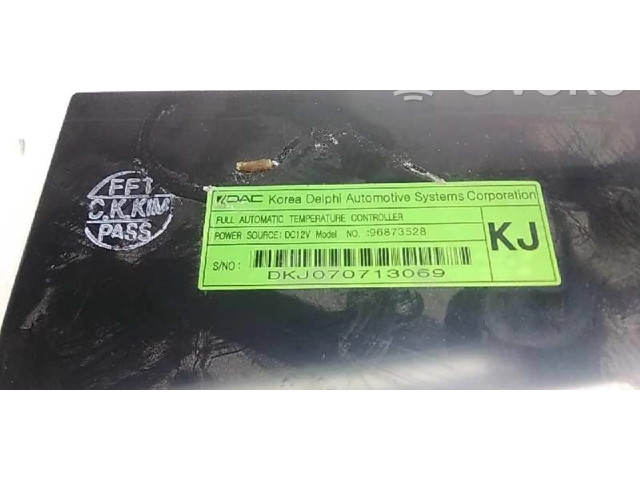 FF1
C.K.KIM
PASS
KDAC Korea Delphi Automotive Systems Corporation
FULL AUTOMATIC TEMPERATURE CONTROLLER
POWER SOURCE: DC12V Model NO. :96873528
KJ
S/NO :
DKJ070713069